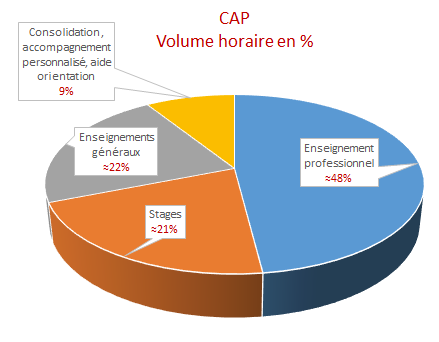 CAP
Volume horaire en %
Consolidation,
accompagnement
personnalisé, aide
orientation
9%
Enseignements
généraux
≈22%
Enseignement
professionnel
≈48%
Stages
≈21%